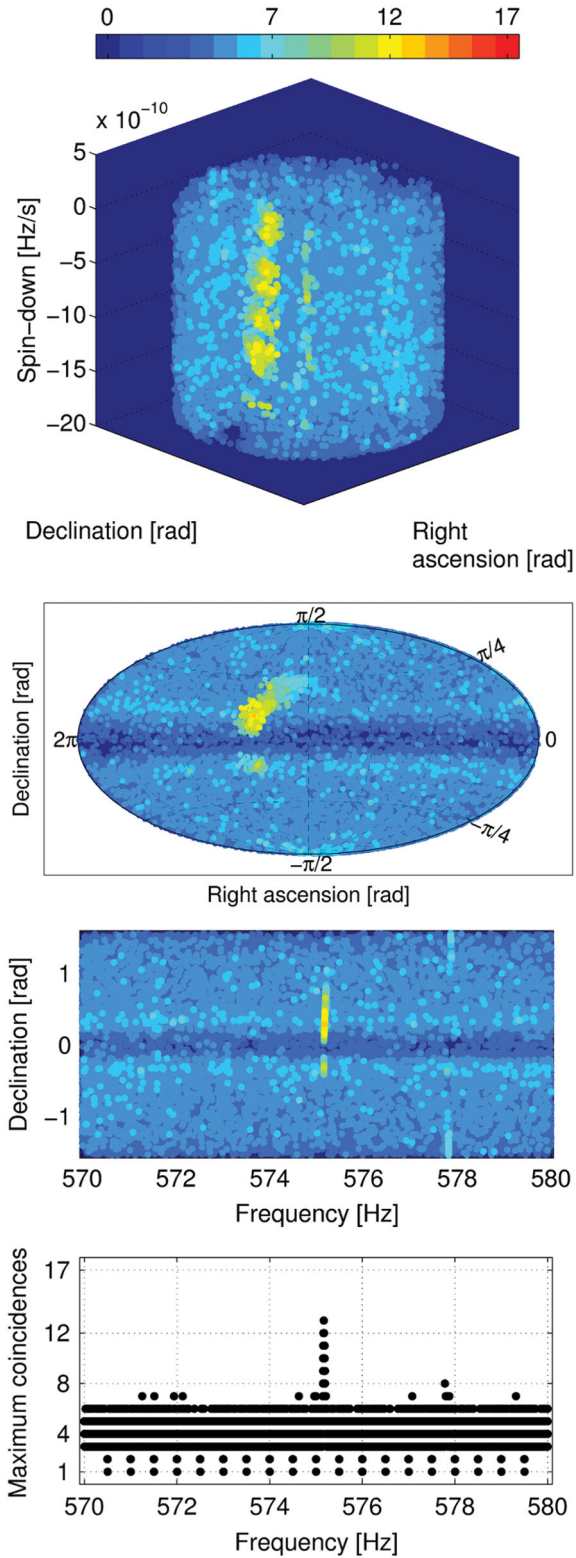 0 7 12 17
x 10⁻¹⁰
5
0
−5
−10
−15
−20
Spin−down [Hz/s]
Declination [rad]
Right
ascension [rad]
π/2
π/4
2π
0
−π/4
−π/2
Declination [rad]
Right ascension [rad]
1
0
−1
Declination [rad]
570 572 574 576 578 580
Frequency [Hz]
17
12
8
4
1
Maximum coincidences
570 572 574 576 578 580
Frequency [Hz]